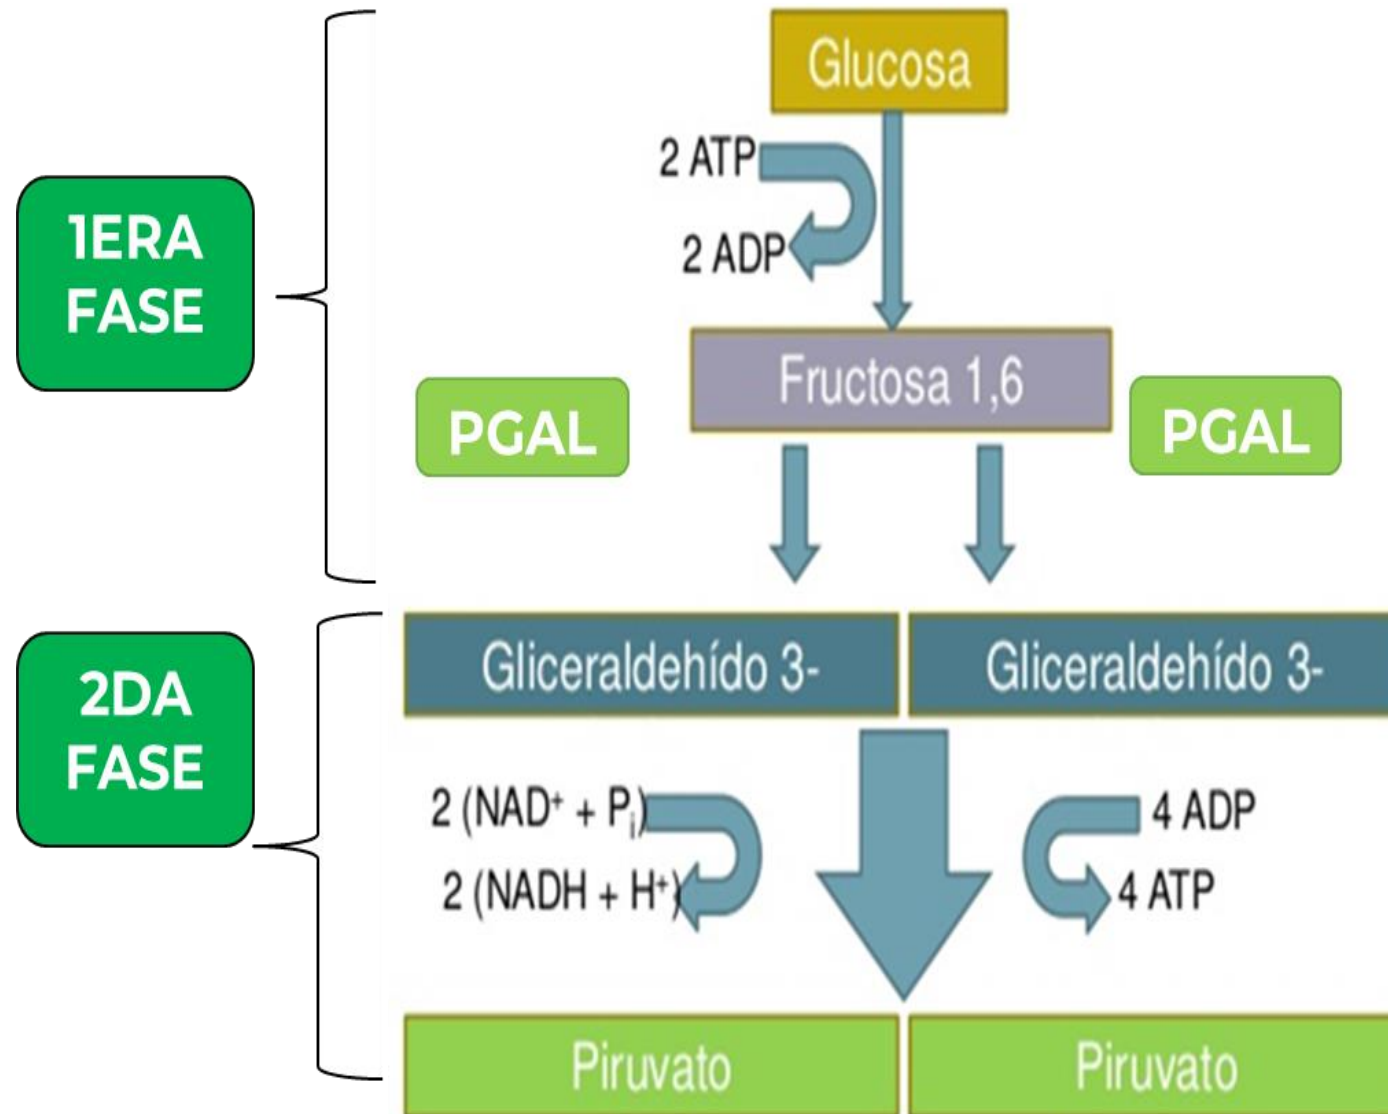 Glucosa
2 ATP
2 ADP
1ERA
FASE
Fructosa 1,6
PGAL
PGAL
Gliceraldehído 3-
Gliceraldehído 3-
2DA
FASE
2 (NAD⁺ + Pᵢ)
4 ADP
2 (NADH + H⁺)
4 ATP
Piruvato
Piruvato